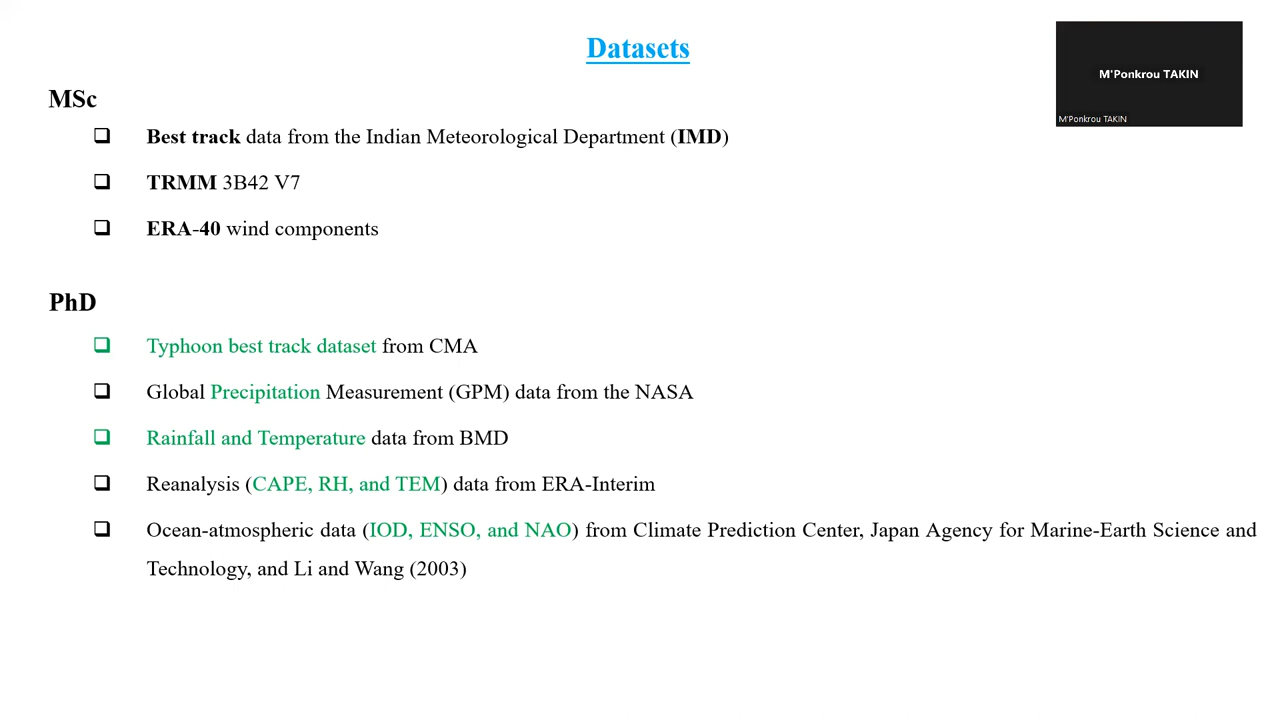 Datasets
M'Ponkrou TAKIN
M'Ponkrou TAKIN
MSc
Best track data from the Indian Meteorological Department (IMD)
TRMM 3B42 V7
ERA-40 wind components
PhD
Typhoon best track dataset from CMA
Global Precipitation Measurement (GPM) data from the NASA
Rainfall and Temperature data from BMD
Reanalysis (CAPE, RH, and TEM) data from ERA-Interim
Ocean-atmospheric data (IOD, ENSO, and NAO) from Climate Prediction Center, Japan Agency for Marine-Earth Science and
Technology, and Li and Wang (2003)